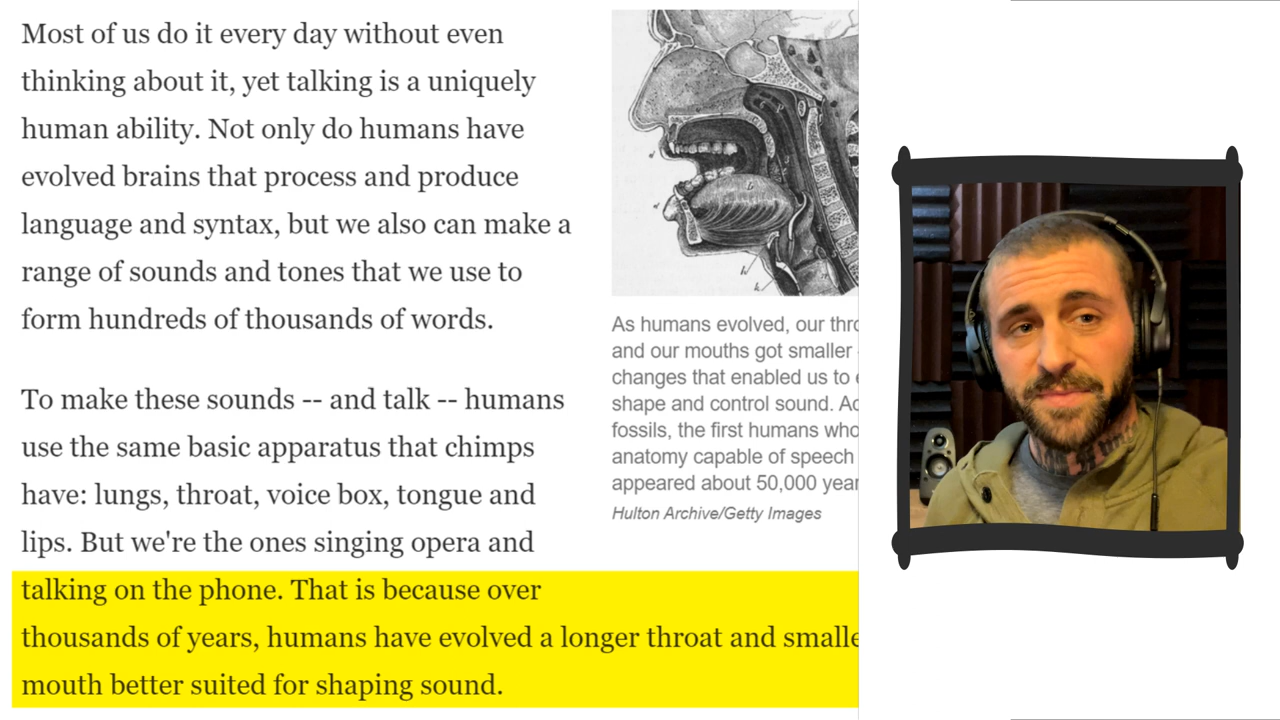 Most of us do it every day without even
thinking about it, yet talking is a uniquely
human ability. Not only do humans have
evolved brains that process and produce
language and syntax, but we also can make a
range of sounds and tones that we use to
form hundreds of thousands of words.
To make these sounds -- and talk -- humans
use the same basic apparatus that chimps
have: lungs, throat, voice box, tongue and
lips. But we're the ones singing opera and
talking on the phone. That is because over
thousands of years, humans have evolved a longer throat and smalle
mouth better suited for shaping sound.
As humans evolved, our thro
and our mouths got smaller
changes that enabled us to
shape and control sound. Ac
fossils, the first humans who
anatomy capable of speech
appeared about 50,000 year
Hulton Archive/Getty Images